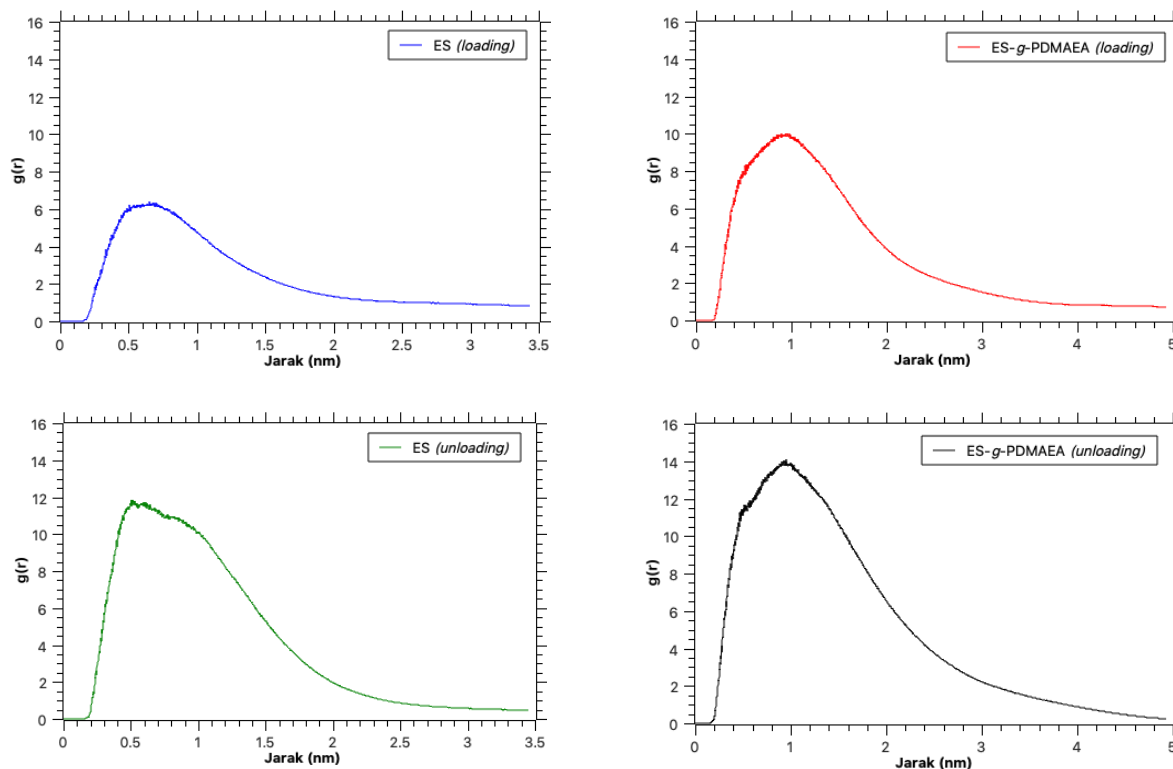 16
14
12
10
8
6
4
2
0
g(r)
ES (loading)
0 0.5 1 1.5 2 2.5 3 3.5
Jarak (nm)
16
14
12
10
8
6
4
2
0
g(r)
ES-g-PDMAEA (loading)
0 1 2 3 4 5
Jarak (nm)
16
14
12
10
8
6
4
2
0
g(r)
ES (unloading)
0 0.5 1 1.5 2 2.5 3 3.5
Jarak (nm)
16
14
12
10
8
6
4
2
0
g(r)
ES-g-PDMAEA (unloading)
0 1 2 3 4 5
Jarak (nm)